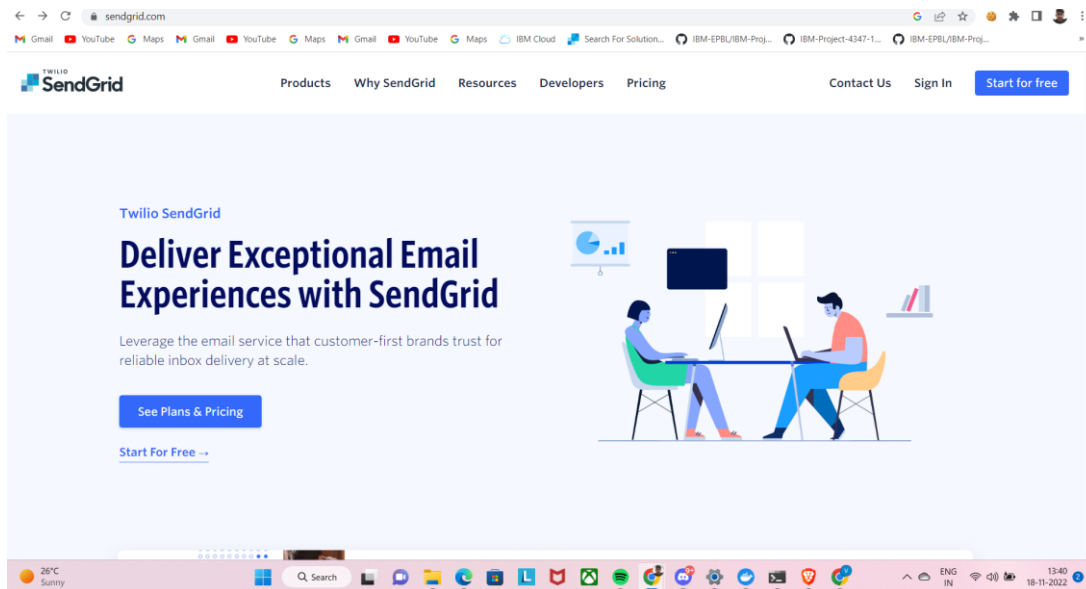 sendgrid.com
Gmail YouTube Maps Gmail YouTube Maps Gmail YouTube Maps IBM Cloud Search For Solution... IBM-EPBL/IBM-Proj... IBM-Project-4347-1... IBM-EPBL/IBM-Proj... »
TWILIO
SendGrid
Products Why SendGrid Resources Developers Pricing Contact Us Sign In Start for free
Twilio SendGrid
Deliver Exceptional Email
Experiences with SendGrid
Leverage the email service that customer-first brands trust for
reliable inbox delivery at scale.
See Plans & Pricing
Start For Free →
26°C
Sunny
Search
ENG
IN
13:40
18-11-2022
2